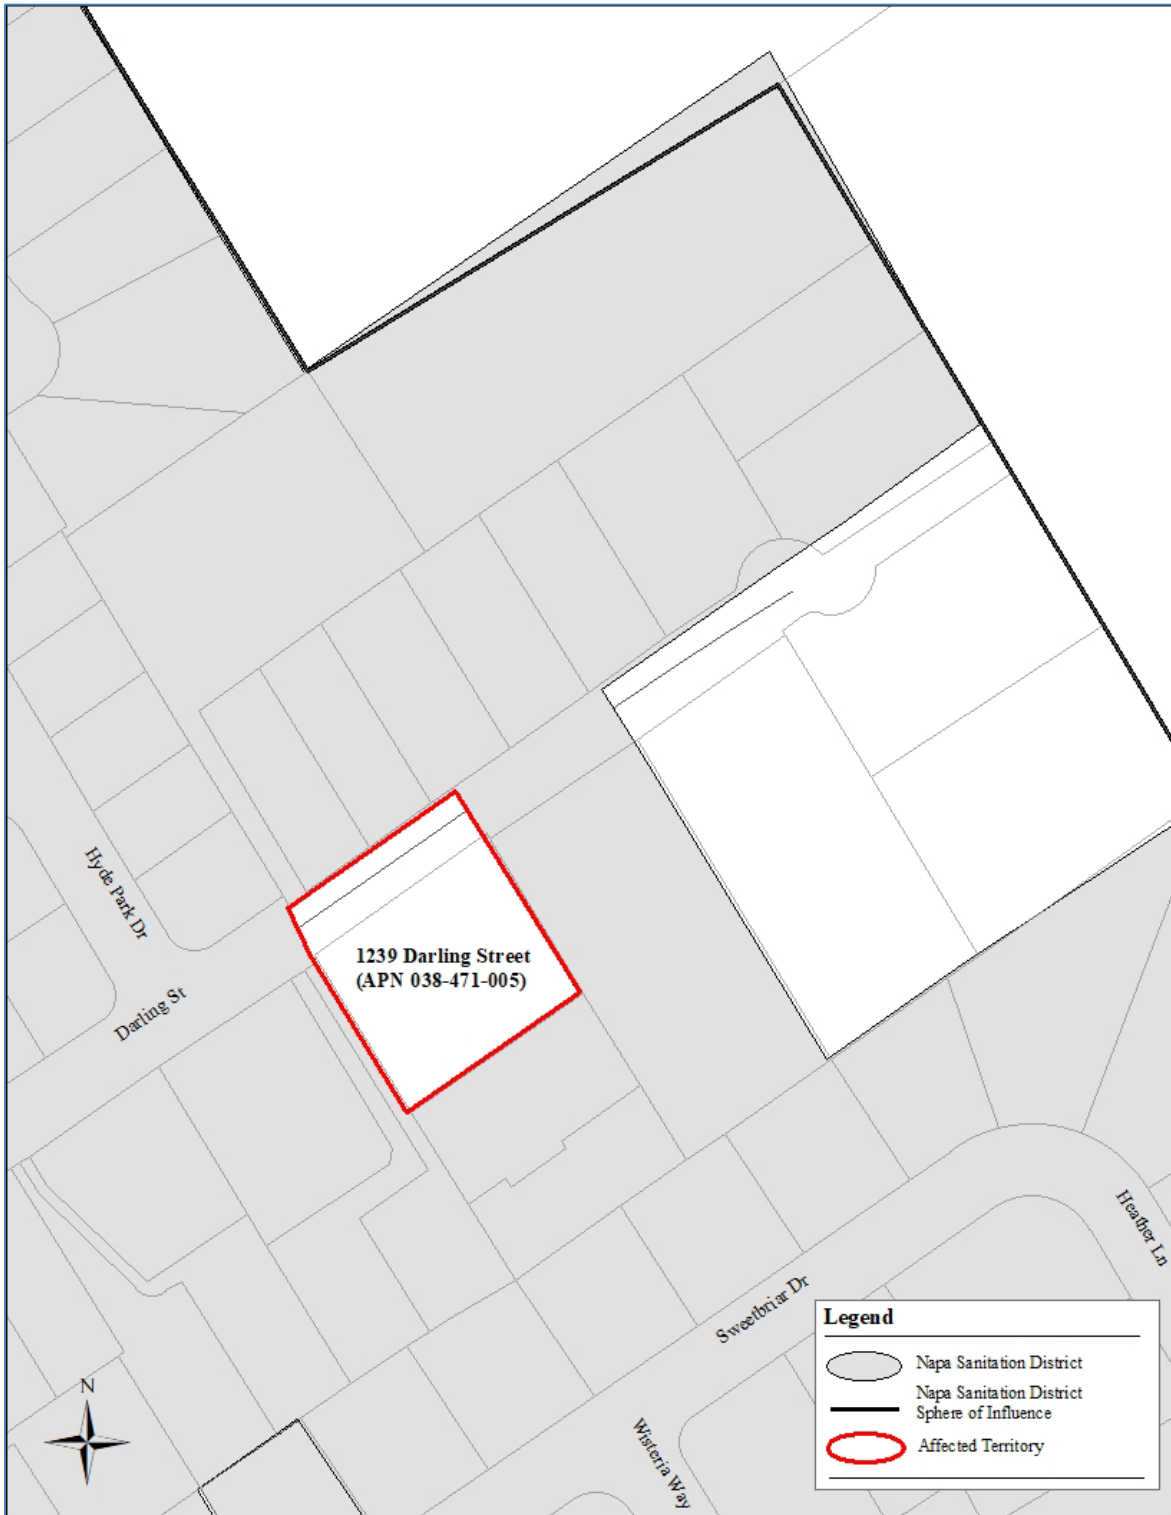 Hyde Park Dr
1239 Darling Street
(APN 038-471-005)
Darling St
Heather Ln
Sweetbriar Dr
Wisteria Way
N
Legend
Napa Sanitation District
Napa Sanitation District
Sphere of Influence
Affected Territory